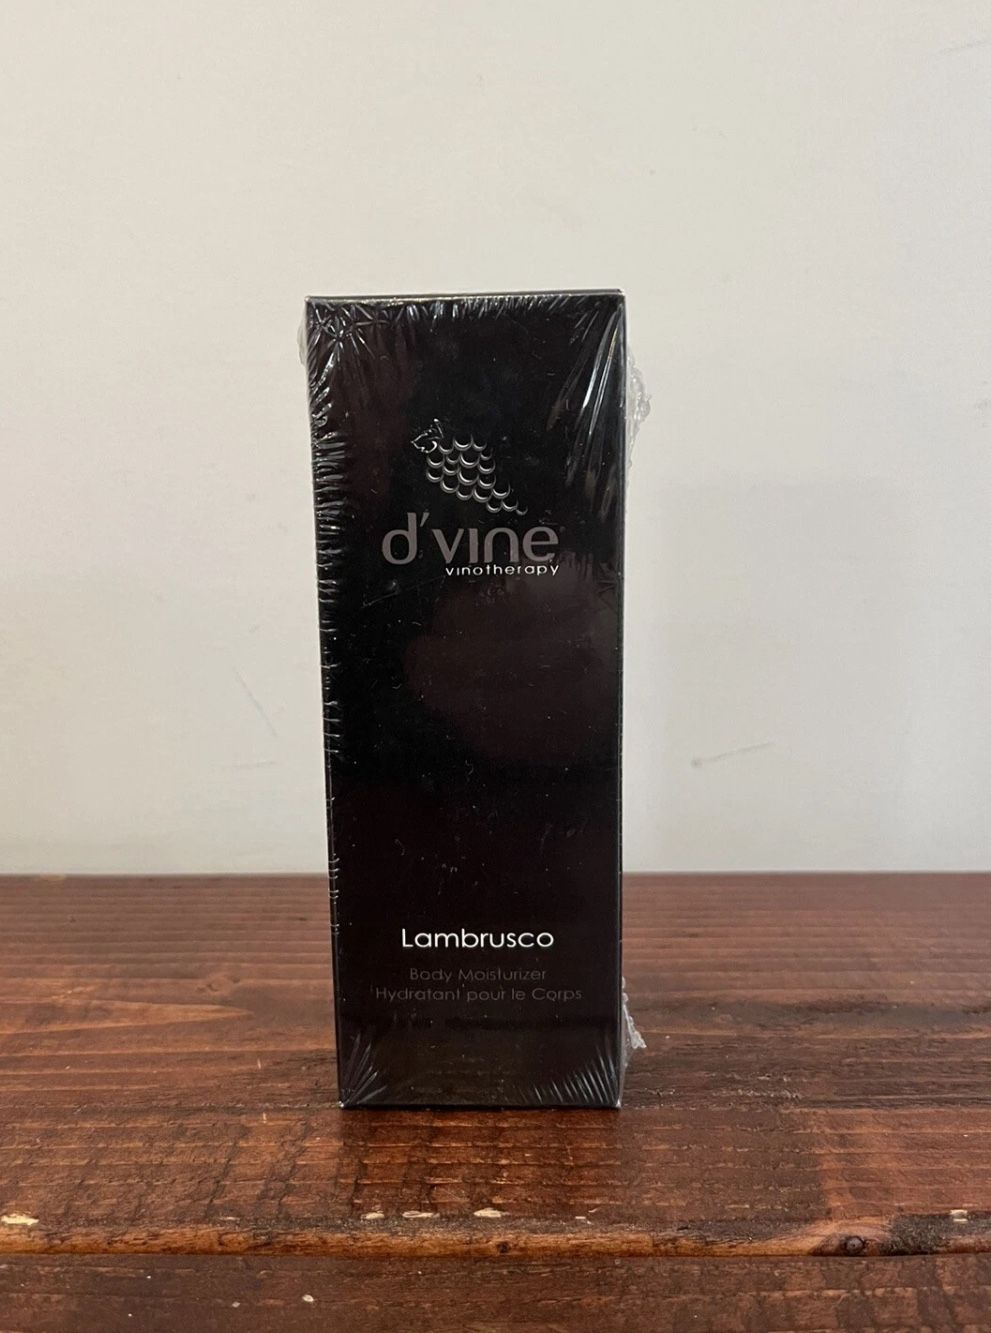 d'vine
vinotherapy
Lambrusco
Body Moisturizer
Hydratant pour le Corps